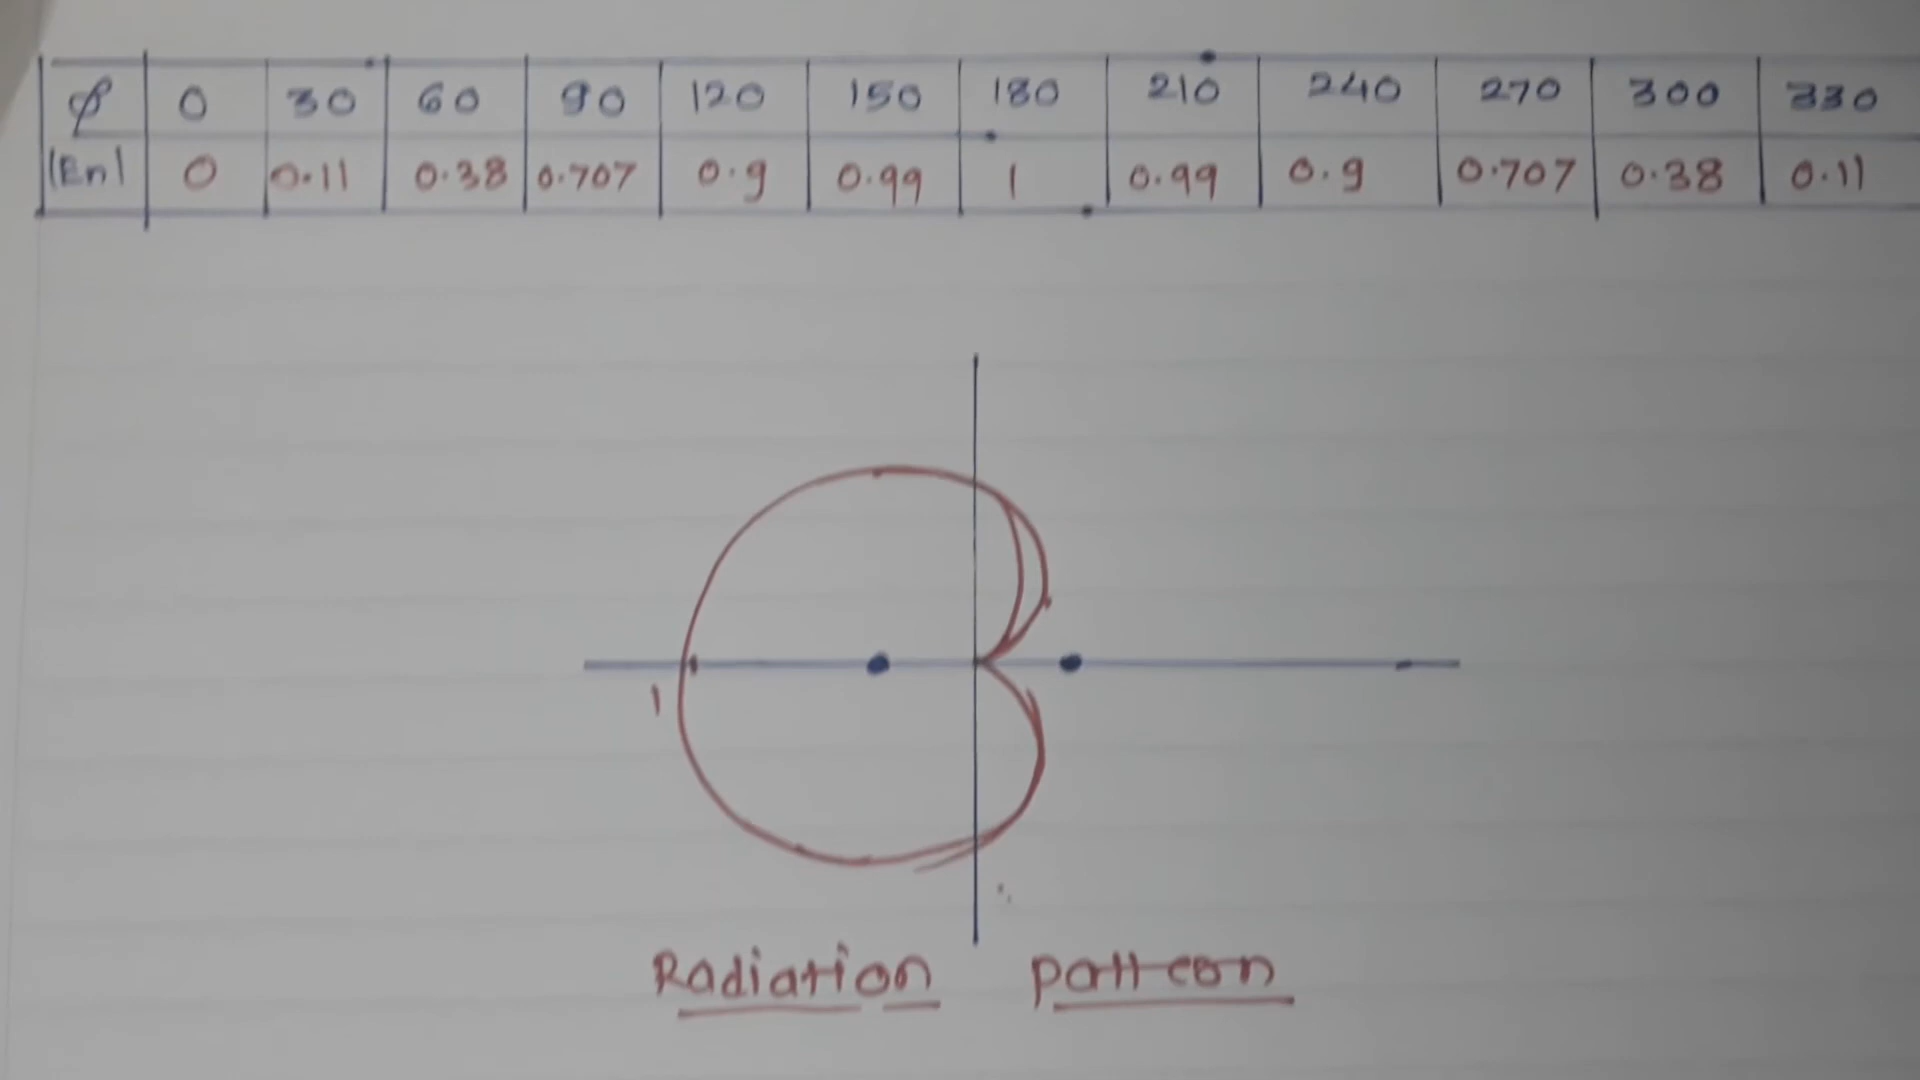 φ 0 30 60 90 120 150 180 210 240 270 300 330
|En| 0 0.11 0.38 0.707 0.9 0.99 1 0.99 0.9 0.707 0.38 0.11
1
Radiation pattern